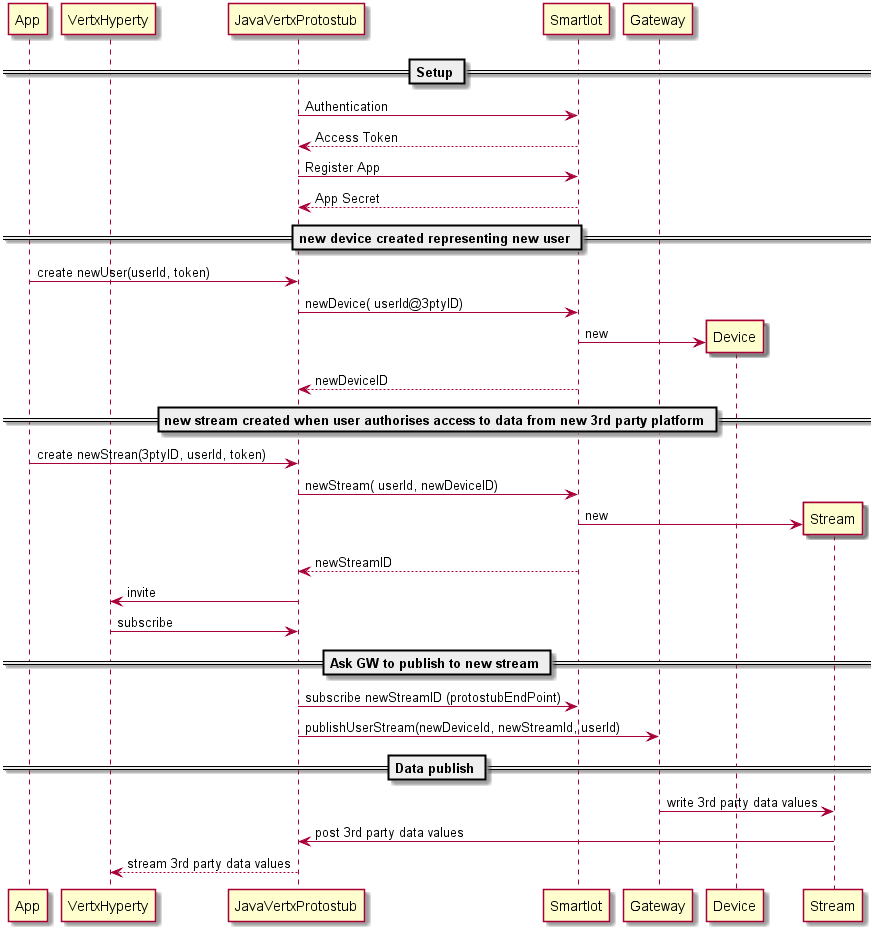 App VertxHyperty JavaVertxProtostub SmartIot Gateway
Setup
Authentication
Access Token
Register App
App Secret
new device created representing new user
create newUser(userId, token)
newDevice( userId@3ptyID)
new
Device
newDeviceID
new stream created when user authorises access to data from new 3rd party platform
create newStrean(3ptyID, userId, token)
newStream( userId, newDeviceID)
new
Stream
newStreamID
invite
subscribe
Ask GW to publish to new stream
subscribe newStreamID (protostubEndPoint)
publishUserStream(newDeviceId, newStreamId, userId)
Data publish
write 3rd party data values
post 3rd party data values
stream 3rd party data values
App VertxHyperty JavaVertxProtostub SmartIot Gateway Device Stream